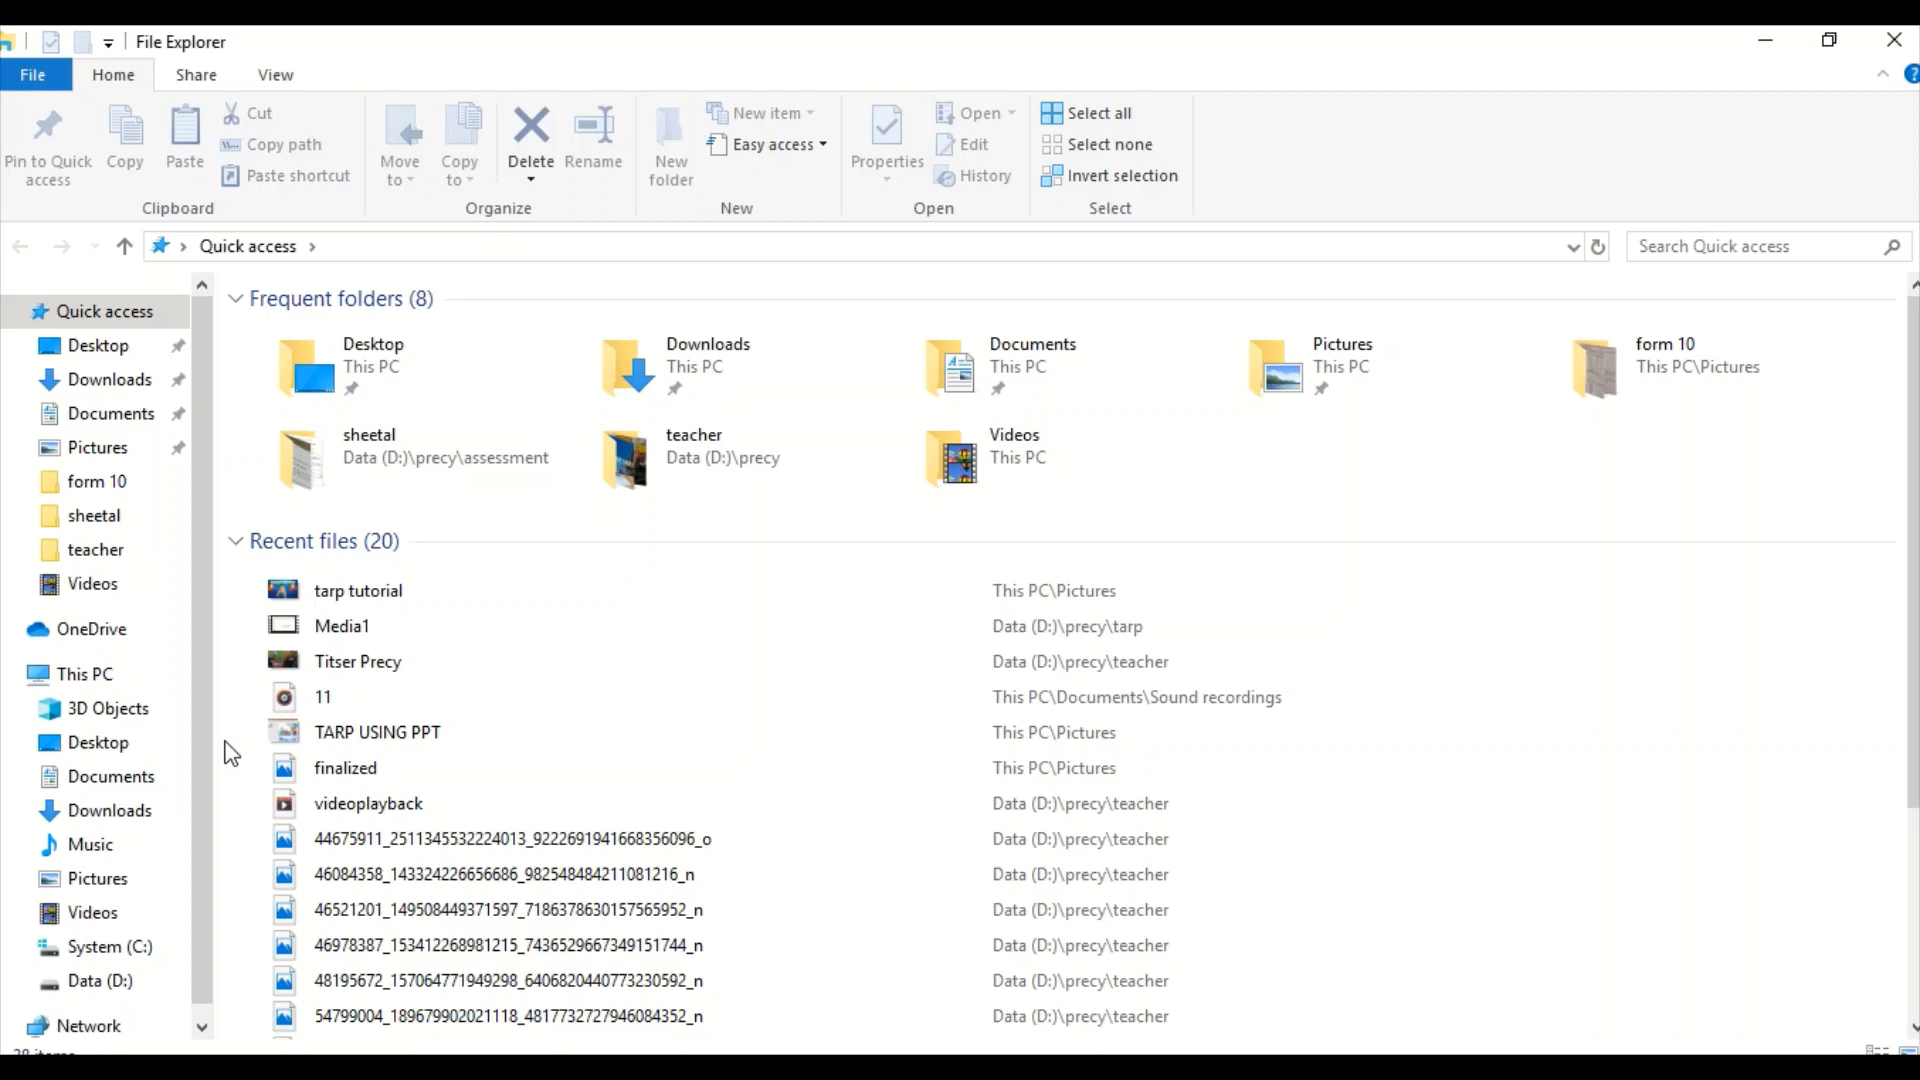 File Explorer
File Home Share View
Pin to Quick access
Copy
Paste
Cut
Copy path
Paste shortcut
Clipboard
Move to
Copy to
Delete
Rename
Organize
New folder
New item
Easy access
New
Properties
Open
Edit
History
Open
Select all
Select none
Invert selection
Select
Quick access
Search Quick access
Quick access
Desktop
Downloads
Documents
Pictures
form 10
sheetal
teacher
Videos
OneDrive
This PC
3D Objects
Desktop
Documents
Downloads
Music
Pictures
Videos
System (C:)
Data (D:)
Network
Frequent folders (8)
Desktop
This PC
Downloads
This PC
Documents
This PC
Pictures
This PC
form 10
This PC\Pictures
sheetal
Data (D:)\precy\assessment
teacher
Data (D:)\precy
Videos
This PC
Recent files (20)
tarp tutorial This PC\Pictures
Media1 Data (D:)\precy\tarp
Titser Precy Data (D:)\precy\teacher
11 This PC\Documents\Sound recordings
TARP USING PPT This PC\Pictures
finalized This PC\Pictures
videoplayback Data (D:)\precy\teacher
44675911_2511345532224013_9222691941668356096_o Data (D:)\precy\teacher
46084358_143324226656686_982548484211081216_n Data (D:)\precy\teacher
46521201_149508449371597_7186378630157565952_n Data (D:)\precy\teacher
46978387_153412268981215_7436529667349151744_n Data (D:)\precy\teacher
48195672_157064771949298_6406820440773230592_n Data (D:)\precy\teacher
54799004_189679902021118_4817732727946084352_n Data (D:)\precy\teacher